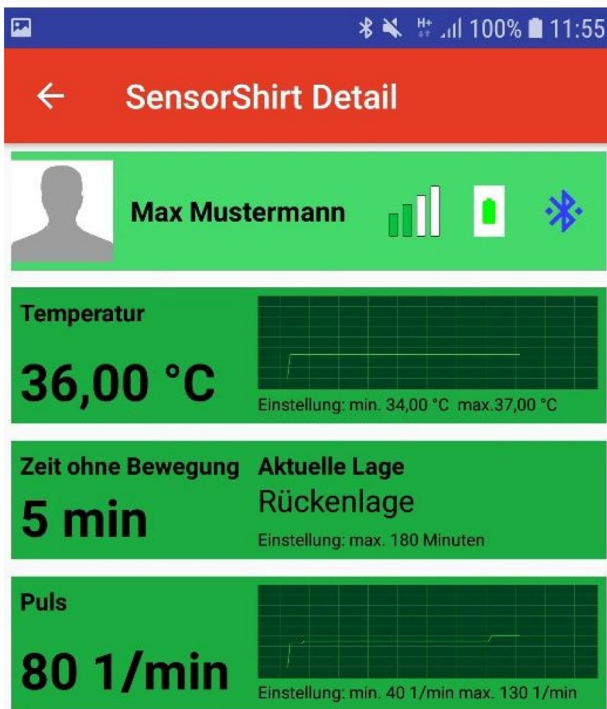 H+ 100% 11:55
SensorShirt Detail
Max Mustermann
Temperatur
36,00 °C
Einstellung: min. 34,00 °C max.37,00 °C
Zeit ohne Bewegung
5 min
Aktuelle Lage
Rückenlage
Einstellung: max. 180 Minuten
Puls
80 1/min
Einstellung: min. 40 1/min max. 130 1/min